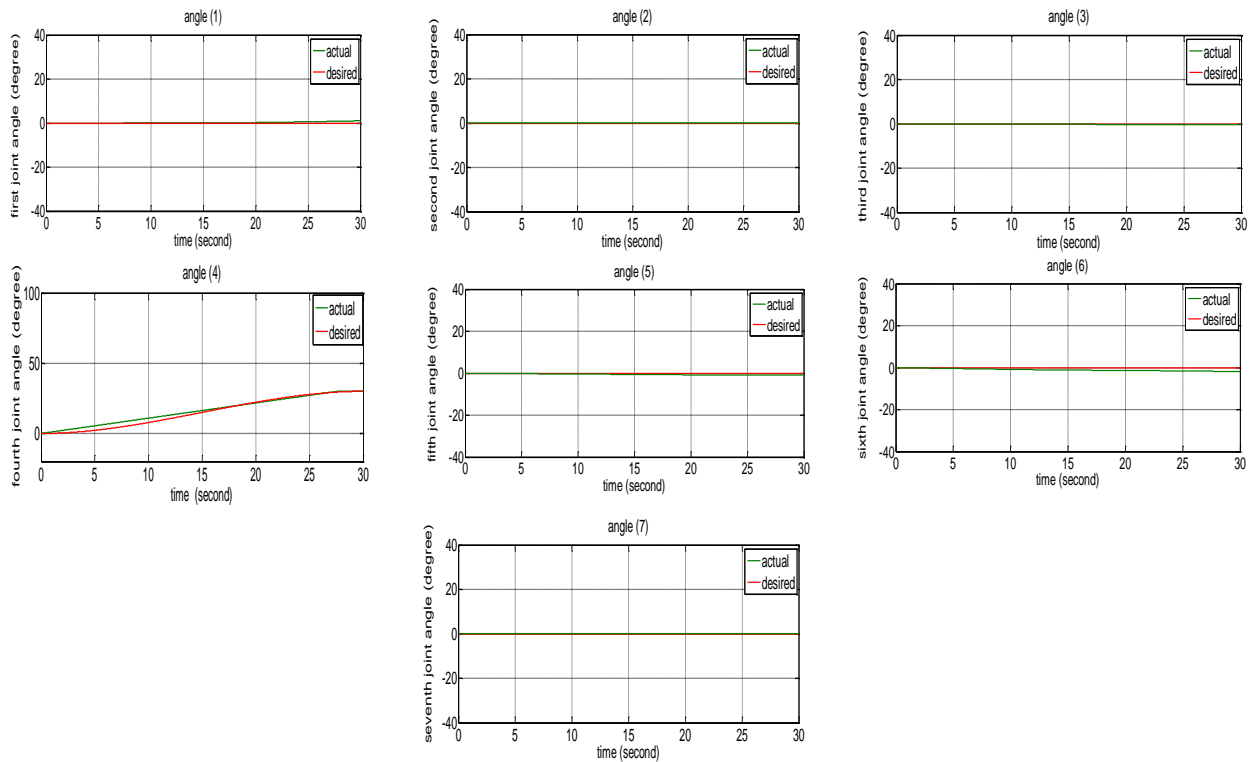 angle (1)
first joint angle (degree)
40
20
0
-20
-40
actual
desired
0 5 10 15 20 25 30
time (second)
angle (2)
second joint angle (degree)
40
20
0
-20
-40
actual
desired
0 5 10 15 20 25 30
time (second)
angle (3)
third joint angle (degree)
40
20
0
-20
-40
actual
desired
0 5 10 15 20 25 30
time (second)
angle (4)
fourth joint angle (degree)
100
50
0
actual
desired
0 5 10 15 20 25 30
time (second)
angle (5)
fifth joint angle (degree)
40
20
0
-20
-40
actual
desired
0 5 10 15 20 25 30
time (second)
angle (6)
sixth joint angle (degree)
40
20
0
-20
-40
actual
desired
0 5 10 15 20 25 30
time (second)
angle (7)
seventh joint angle (degree)
40
20
0
-20
-40
actual
desired
0 5 10 15 20 25 30
time (second)